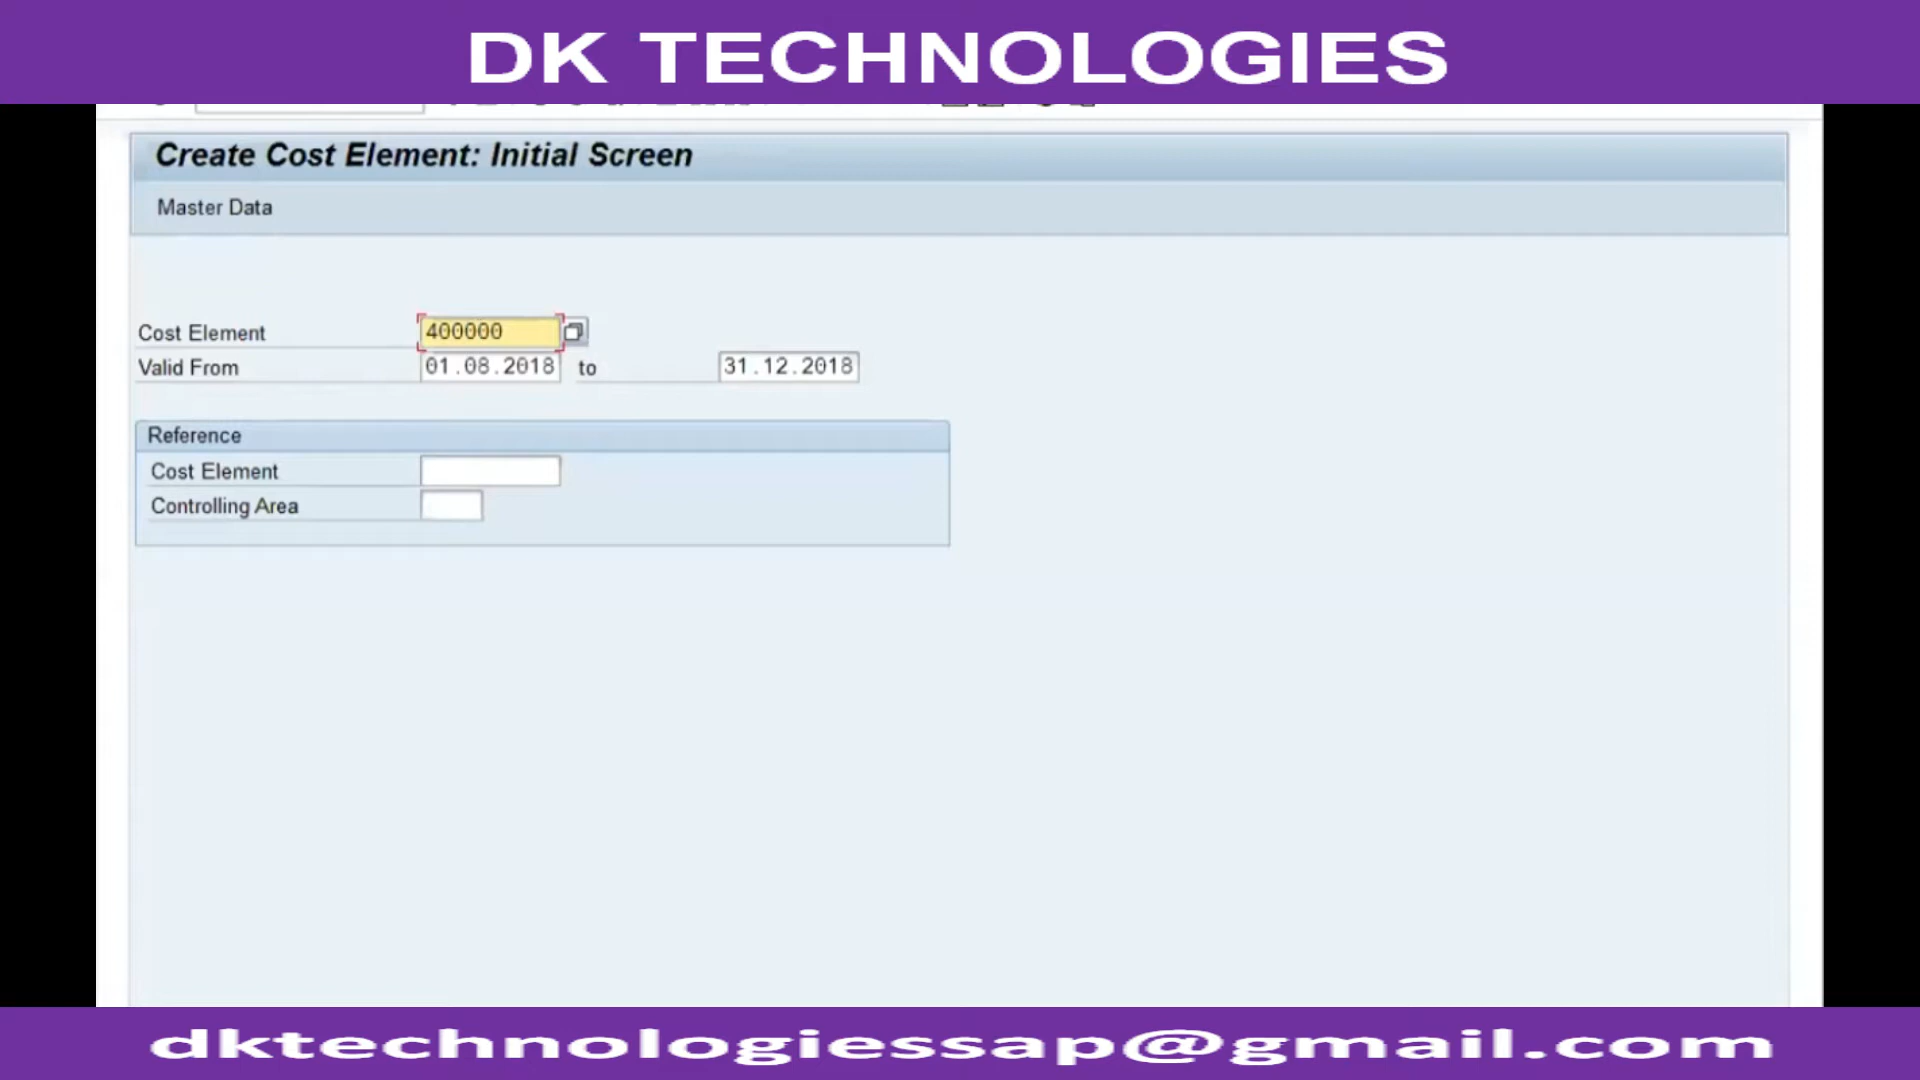 DK TECHNOLOGIES
Create Cost Element: Initial Screen
Master Data
Cost Element 400000
Valid From 01.08.2018 to 31.12.2018
Reference
Cost Element
Controlling Area
dktechnologiessap@gmail.com